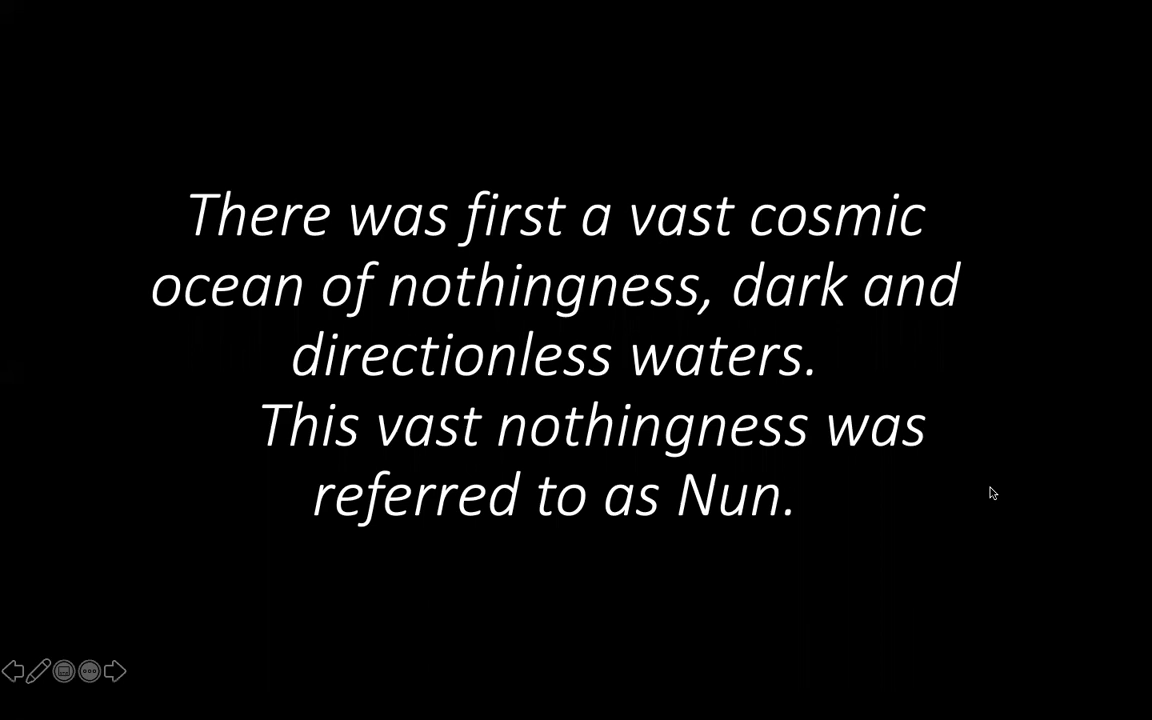 There was first a vast cosmic
ocean of nothingness, dark and
directionless waters.
This vast nothingness was
referred to as Nun.